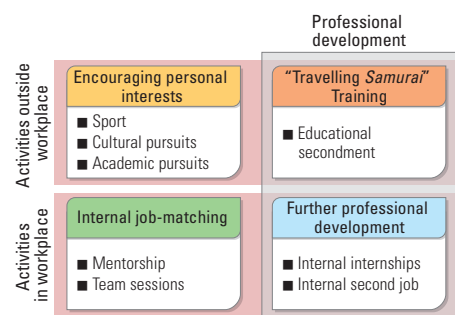 Professional
development
Activities outside
workplace
Encouraging personal
interests
■ Sport
■ Cultural pursuits
■ Academic pursuits
“Travelling Samurai”
Training
■ Educational
secondment
Activities
in workplace
Internal job-matching
■ Mentorship
■ Team sessions
Further professional
development
■ Internal internships
■ Internal second job